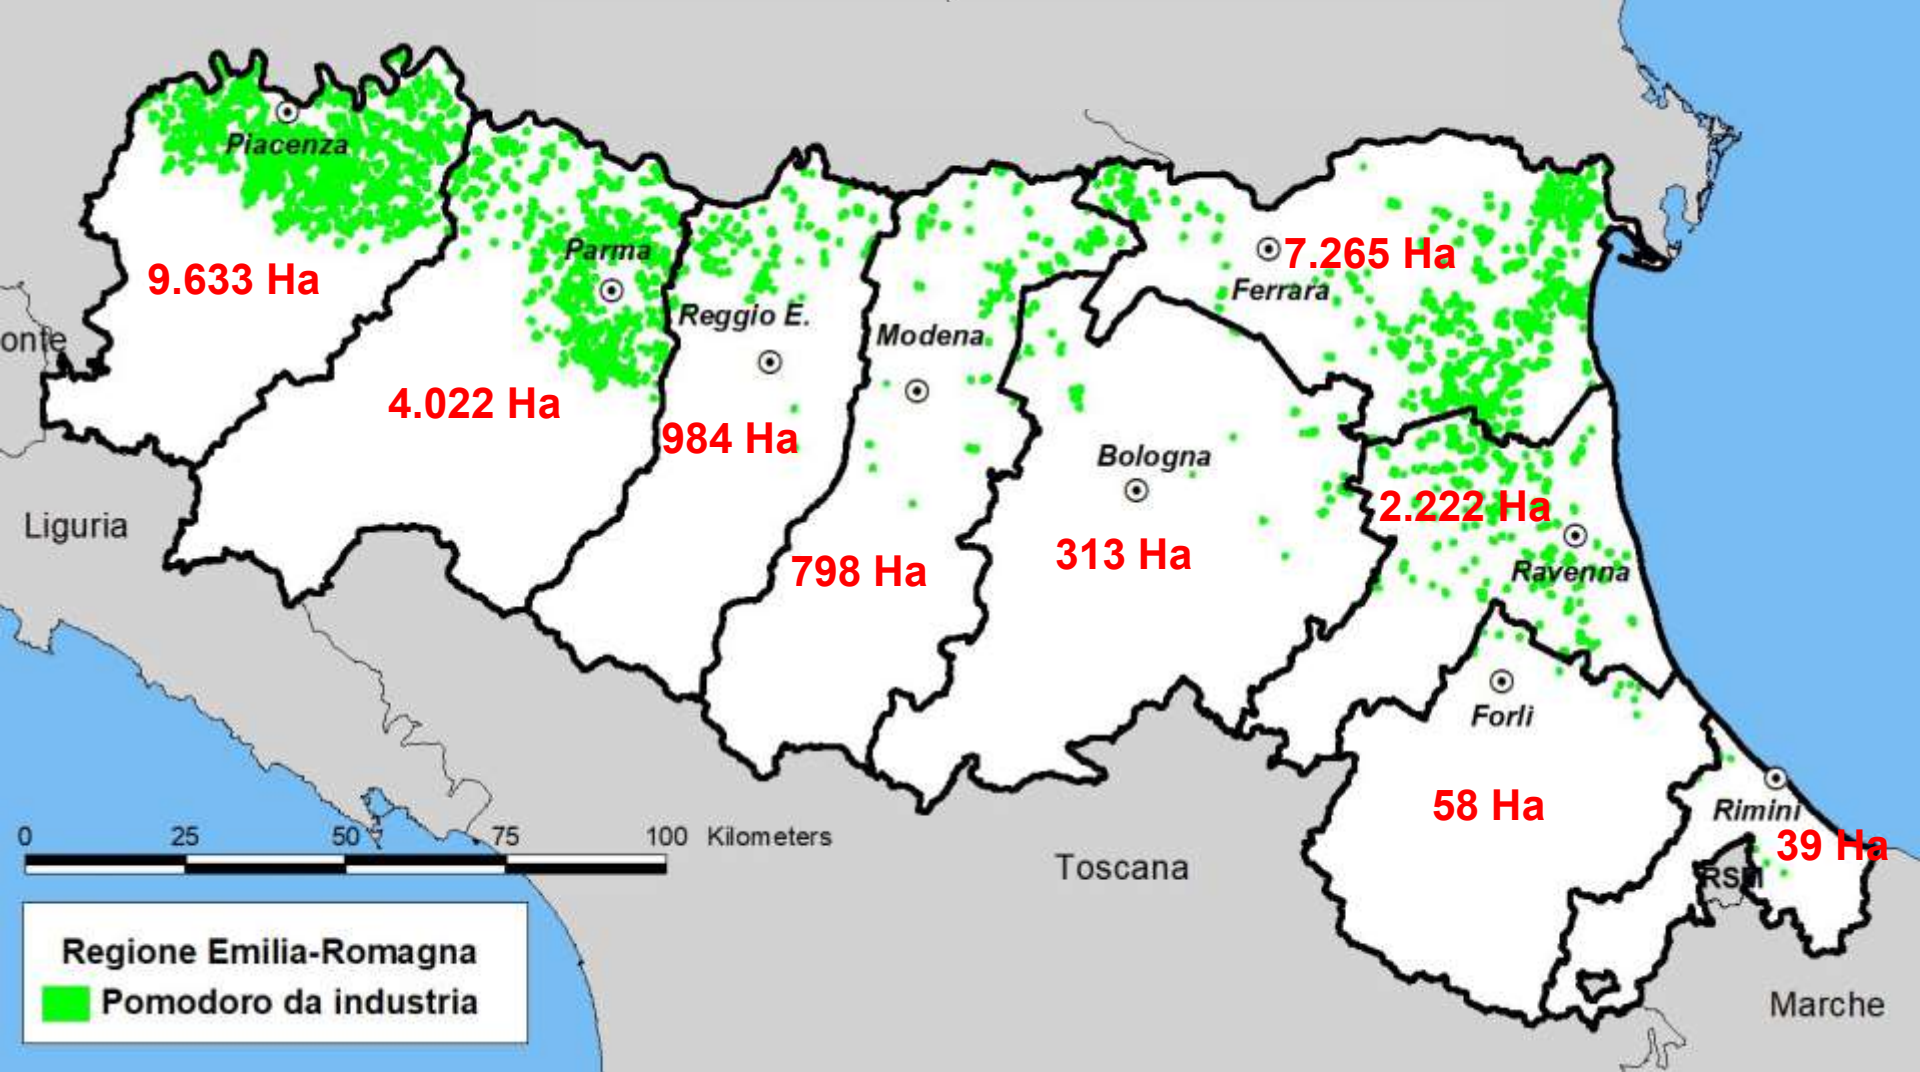 Piacenza
9.633 Ha
Parma
4.022 Ha
Reggio E.
984 Ha
Modena
798 Ha
Bologna
313 Ha
7.265 Ha
Ferrara
2.222 Ha
Ravenna
Forlì
58 Ha
Rimini
39 Ha
RSM
onte
Liguria
Toscana
Marche
0 25 50 75 100 Kilometers
Regione Emilia-Romagna
Pomodoro da industria